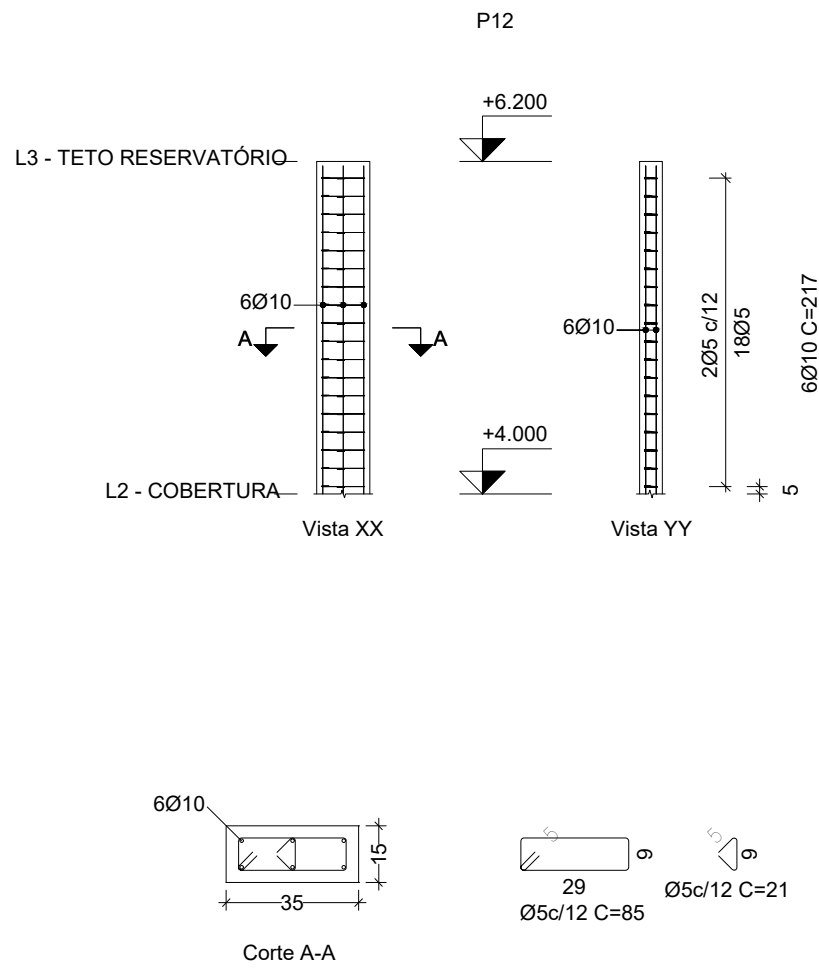 P12
+6.200
L3 - TETO RESERVATÓRIO
6Ø10
A
A
6Ø10
2Ø5 c/12
18Ø5
6Ø10 C=217
+4.000
L2 - COBERTURA
5
Vista XX
Vista YY
6Ø10
15
35
Corte A-A
5
9
29
Ø5c/12 C=85
5
9
Ø5c/12 C=21